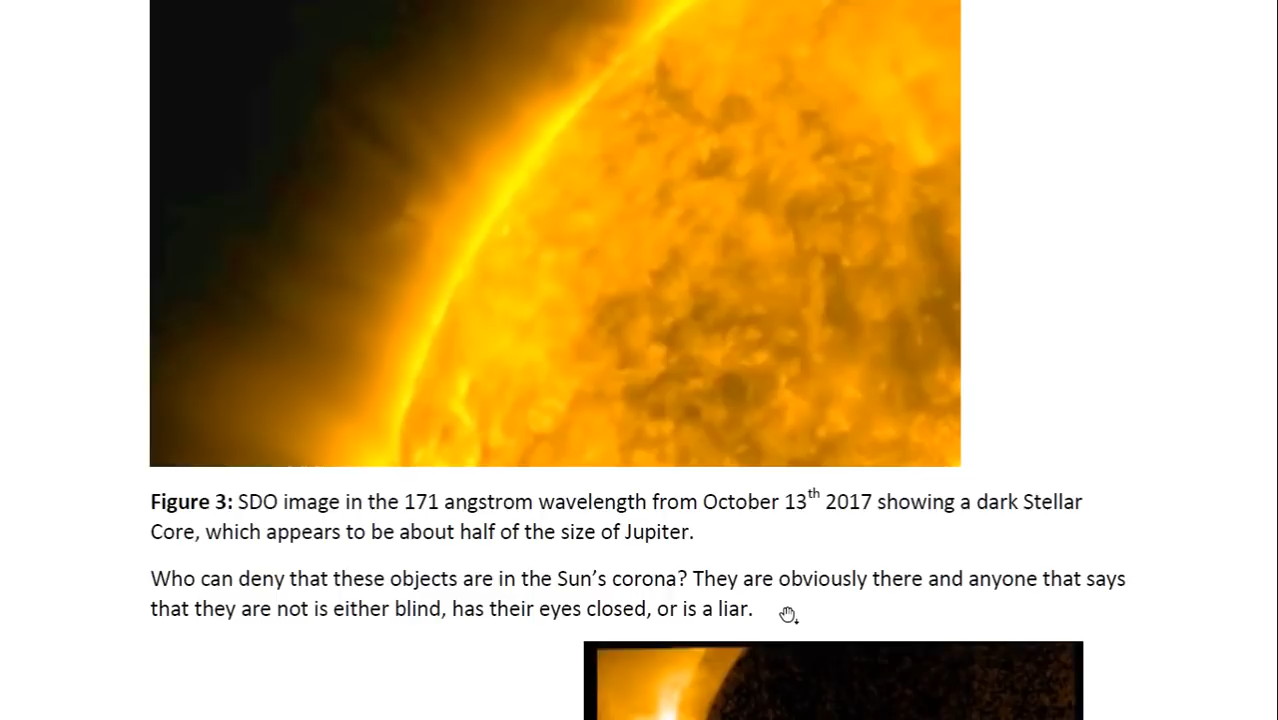 Figure 3: SDO image in the 171 angstrom wavelength from October 13th 2017 showing a dark Stellar
Core, which appears to be about half of the size of Jupiter.
Who can deny that these objects are in the Sun’s corona? They are obviously there and anyone that says
that they are not is either blind, has their eyes closed, or is a liar.